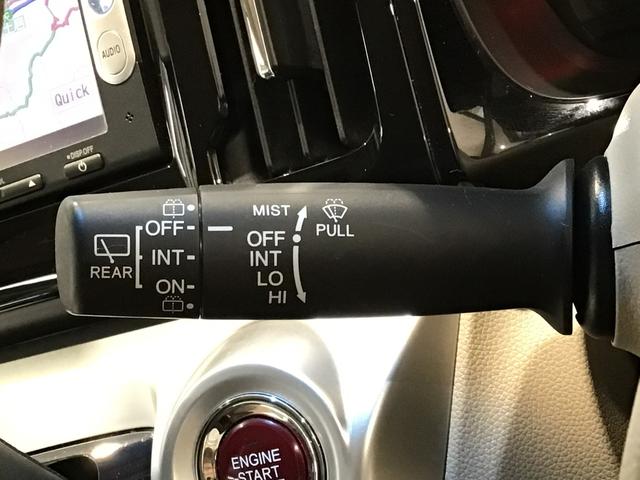 AUDIO
Quick
DISP OFF
REAR
OFF
INT
ON
MIST
OFF
INT
LO
HI
PULL
ENGINE
START